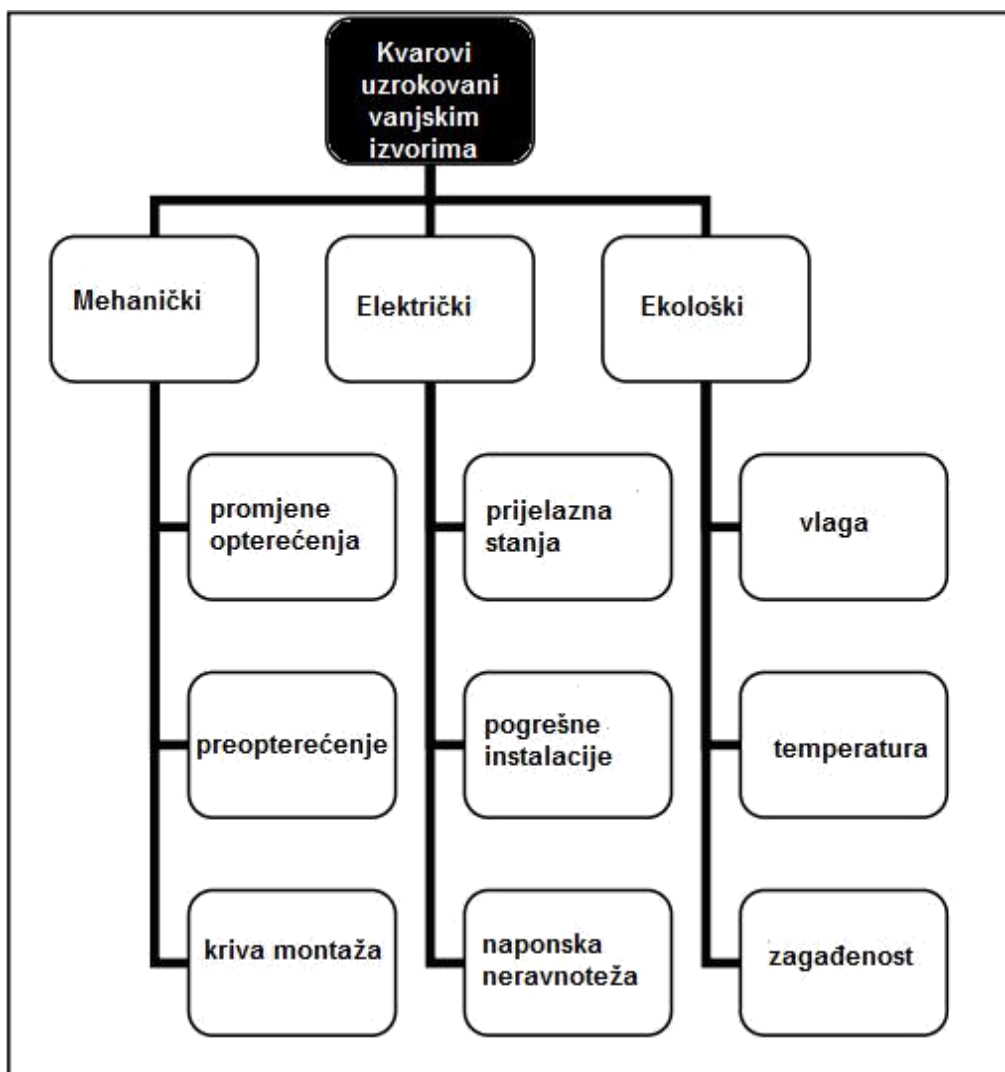 Kvarovi
uzrokovani
vanjskim
izvorima
Mehanički
Električki
Ekološki
promjene
opterećenja
prijelazna
stanja
vlaga
preopterećenje
pogrešne
instalacije
temperatura
kriva montaža
naponska
neravnoteža
zagađenost